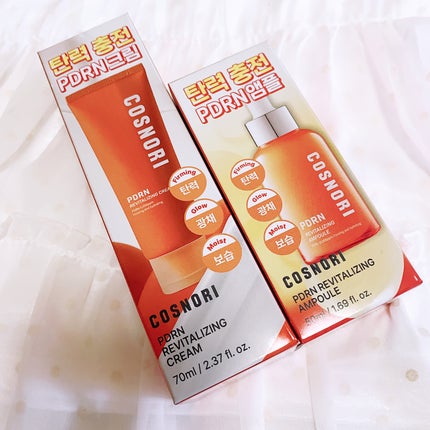 탄력 충전
PDRN크림
COSNORI
PDRN
REVITALIZING CREAM
Firming
탄력
Glow
광채
Moist
보습
COSNORI
PDRN
REVITALIZING
CREAM
70ml / 2.37 fl. oz.
탄력 충전
PDRN앰플
COSNORI
PDRN
REVITALIZING
AMPOULE
Firming
탄력
Glow
광채
Moist
보습
COSNORI
PDRN REVITALIZING
AMPOULE
50ml / 1.69 fl. oz.